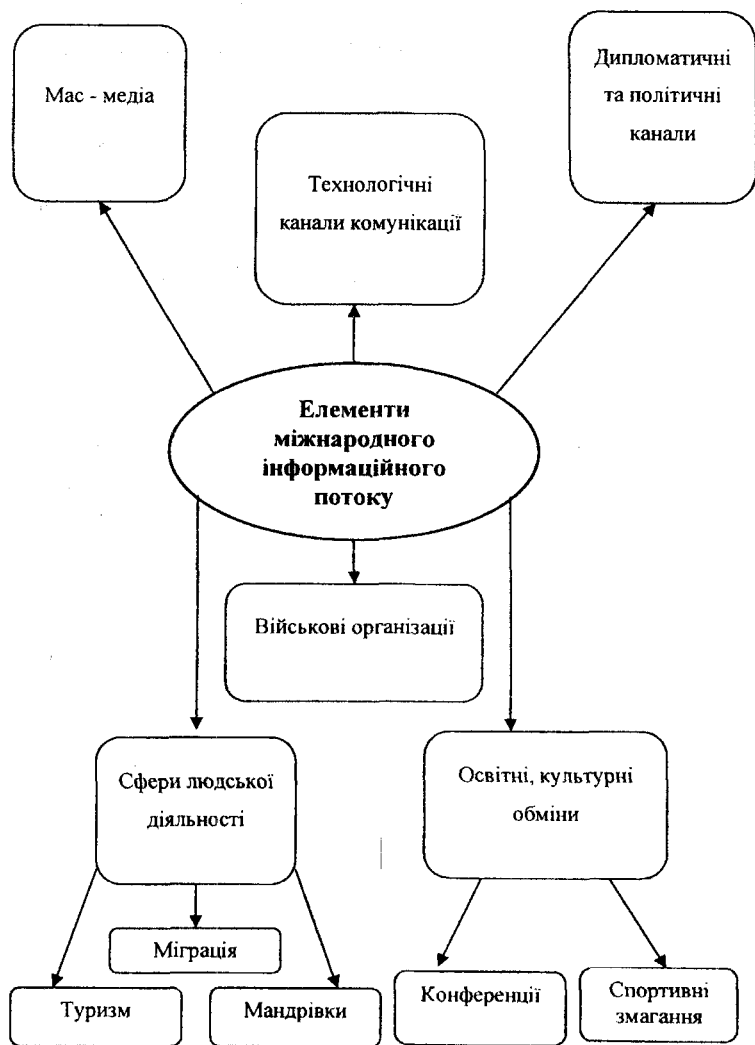 Мас - медіа
Дипломатичні
та політичні
канали
Технологічні
канали комунікації
Елементи
міжнародного
інформаційного
потоку
Військові організації
Сфери людської
діяльності
Освітні, культурні
обміни
Міграція
Туризм
Мандрівки
Конференції
Спортивні
змагання